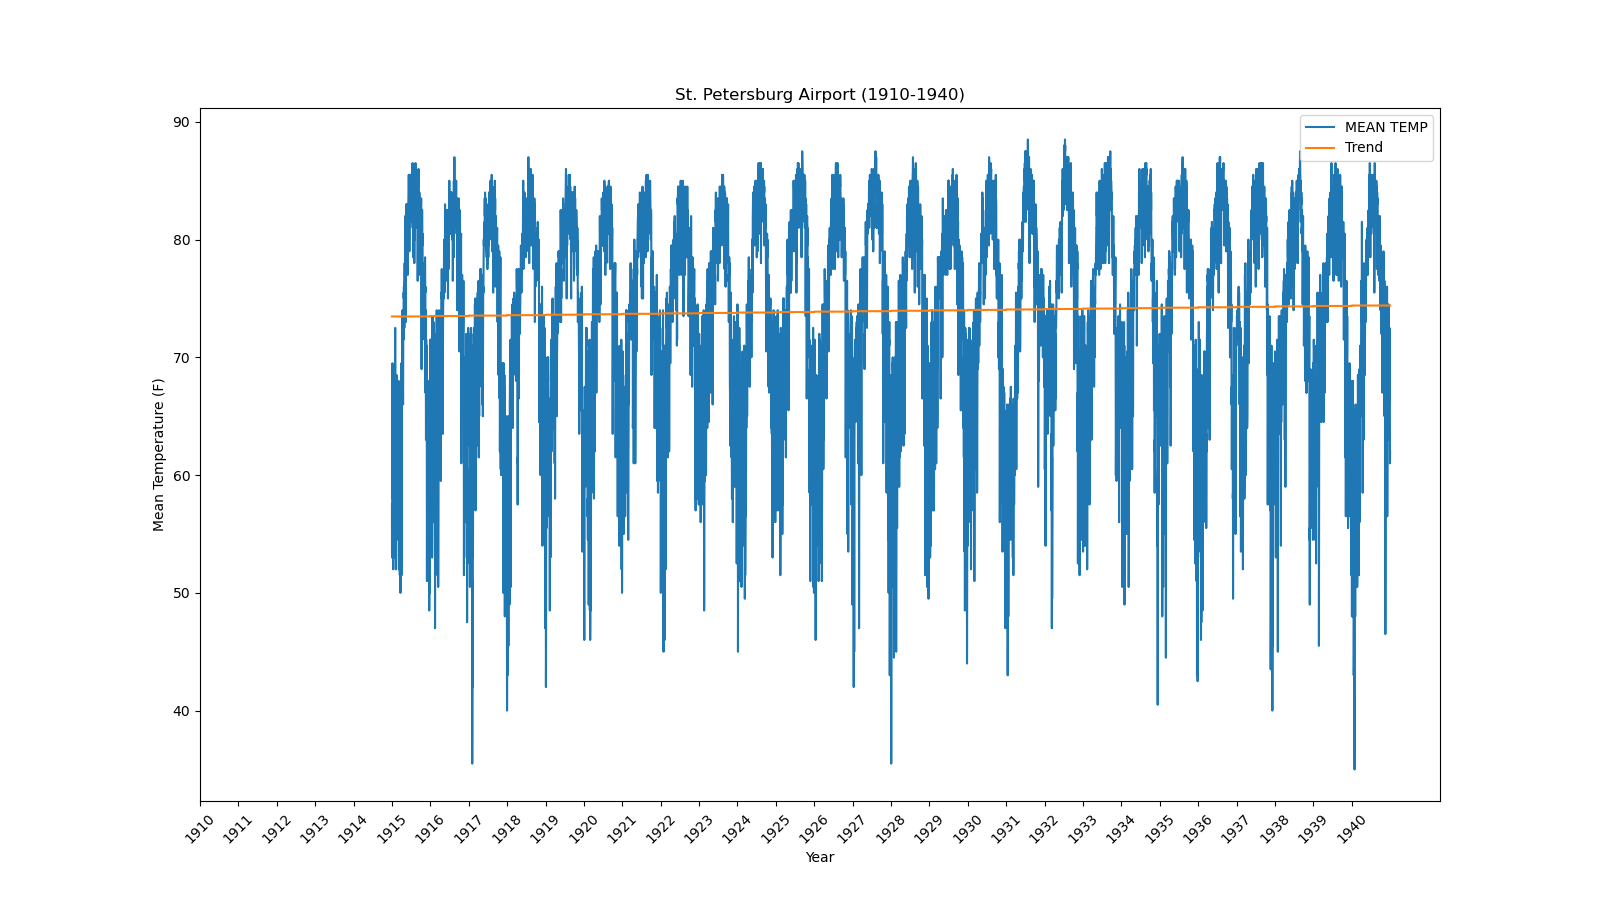 St. Petersburg Airport (1910-1940)
MEAN TEMP
Trend
90
80
70
60
50
40
Mean Temperature (F)
1910 1911 1912 1913 1914 1915 1916 1917 1918 1919 1920 1921 1922 1923 1924 1925 1926 1927 1928 1929 1930 1931 1932 1933 1934 1935 1936 1937 1938 1939 1940
Year